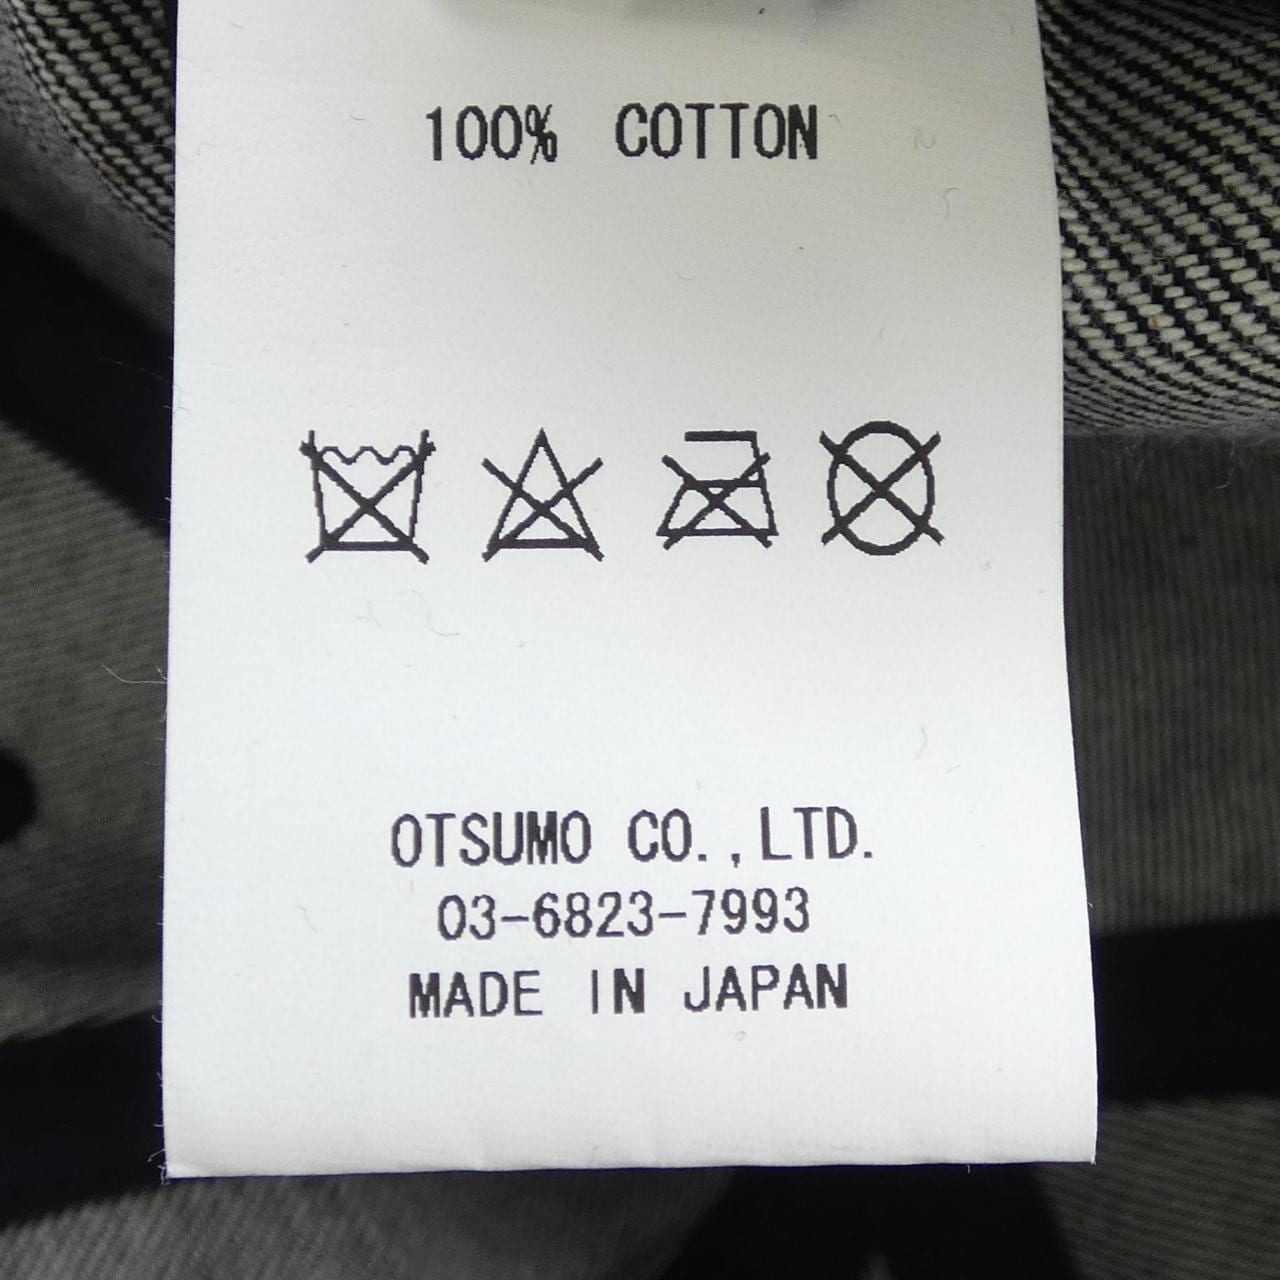 100% COTTON
OTSUMO CO.,LTD.
03-6823-7993
MADE IN JAPAN